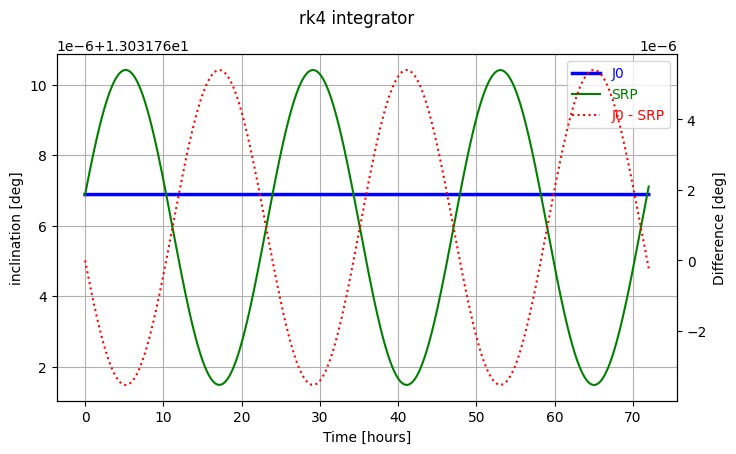 rk4 integrator
1e−6+1.303176e1
1e−6
J0
SRP
J0 - SRP
10
8
6
4
2
inclination [deg]
4
2
0
−2
Difference [deg]
0
10
20
30
40
50
60
70
Time [hours]